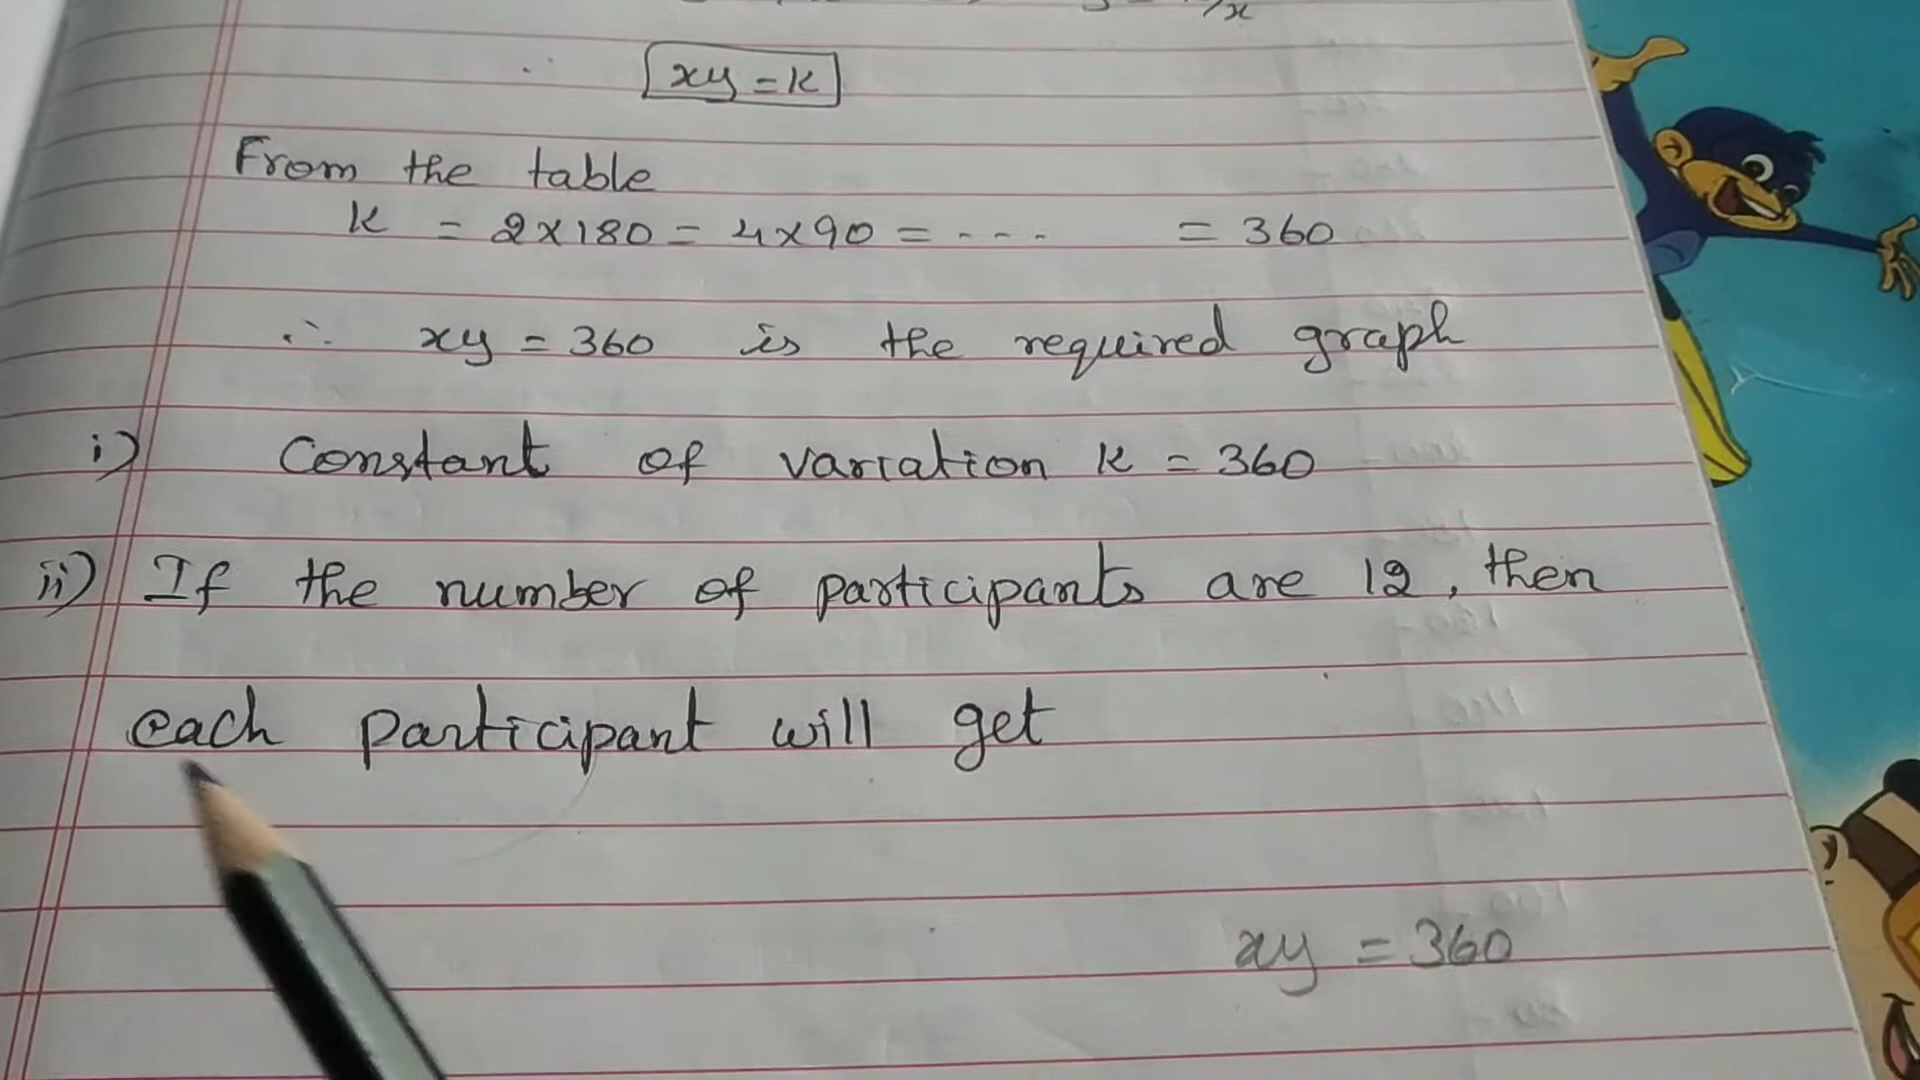 ∴ xy = k
From the table
k = 2×180 = 4×90 = --- = 360
∴ xy = 360 is the required graph
i) Constant of variation k = 360
ii) If the number of participants are 12, then
each participant will get
xy = 360